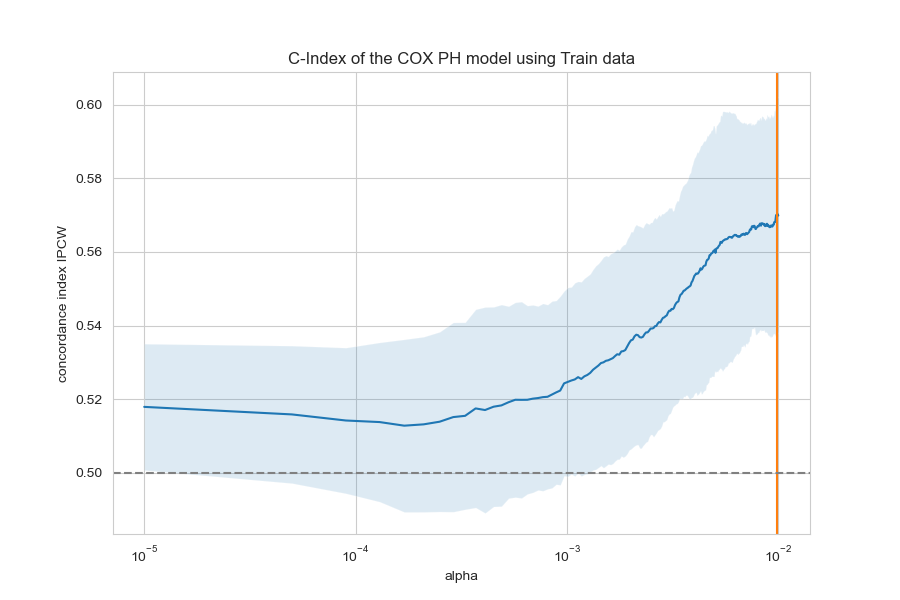 C-Index of the COX PH model using Train data
concordance index IPCW
0.60
0.58
0.56
0.54
0.52
0.50
10⁻⁵ 10⁻⁴ 10⁻³ 10⁻²
alpha